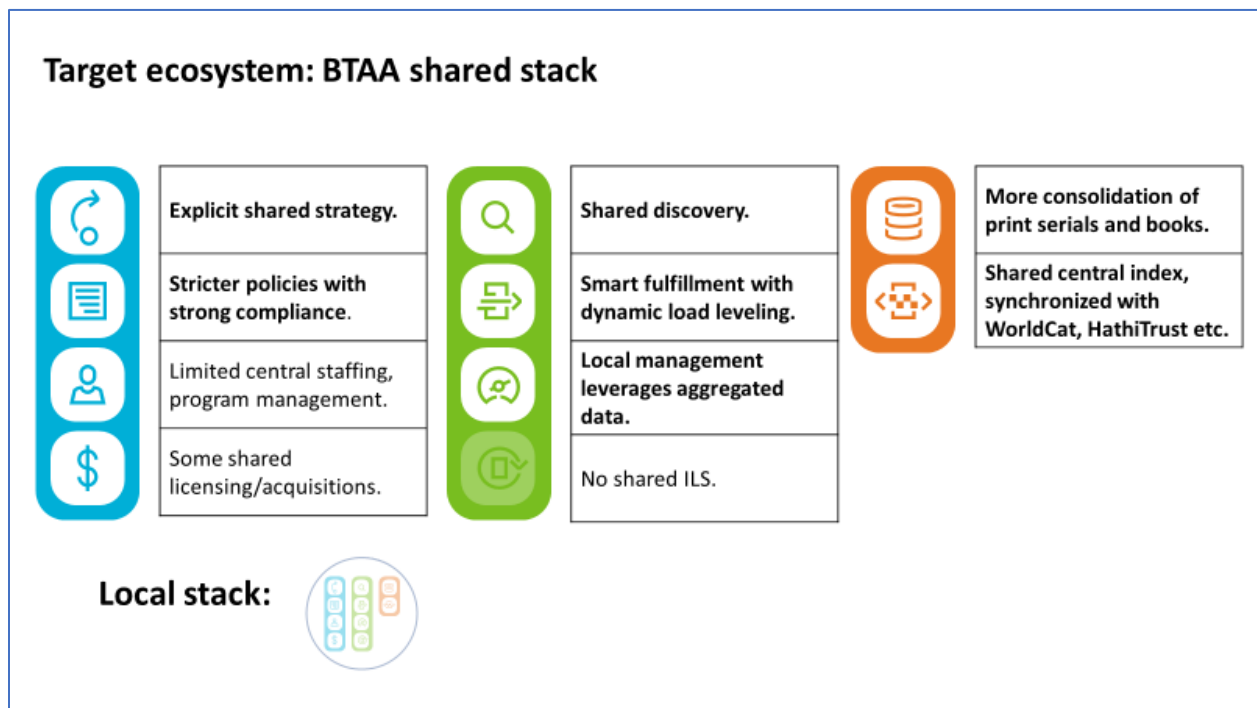 Target ecosystem: BTAA shared stack
Explicit shared strategy.
Stricter policies with
strong compliance.
Limited central staffing,
program management.
Some shared
licensing/acquisitions.
Shared discovery.
Smart fulfillment with
dynamic load leveling.
Local management
leverages aggregated
data.
No shared ILS.
More consolidation of
print serials and books.
Shared central index,
synchronized with
WorldCat, HathiTrust etc.
Local stack: